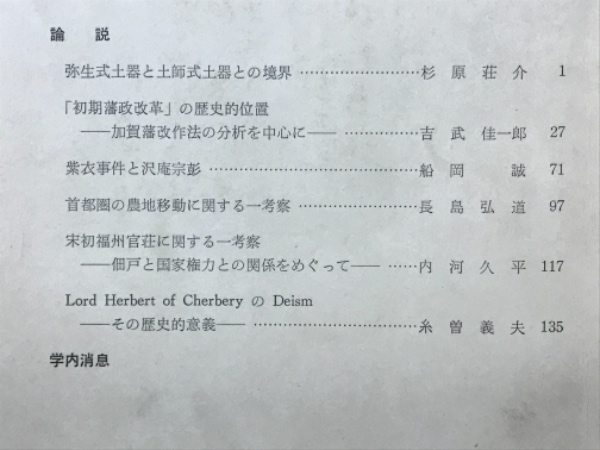 論説
弥生式土器と土師式土器との境界……………………杉原荘介 1
「初期藩政改革」の歴史的位置
――加賀藩改作法の分析を中心に――……………吉武佳一郎 27
紫衣事件と沢庵宗彭……………………………………船岡誠 71
首都圏の農地移動に関する一考察……………………長島弘道 97
宋初福州官荘に関する一考察
――佃戸と国家権力との関係をめぐって――……内河久平 117
Lord Herbert of Cherbery の Deism
――その歴史的意義――……………………………糸曽義夫 135
学内消息